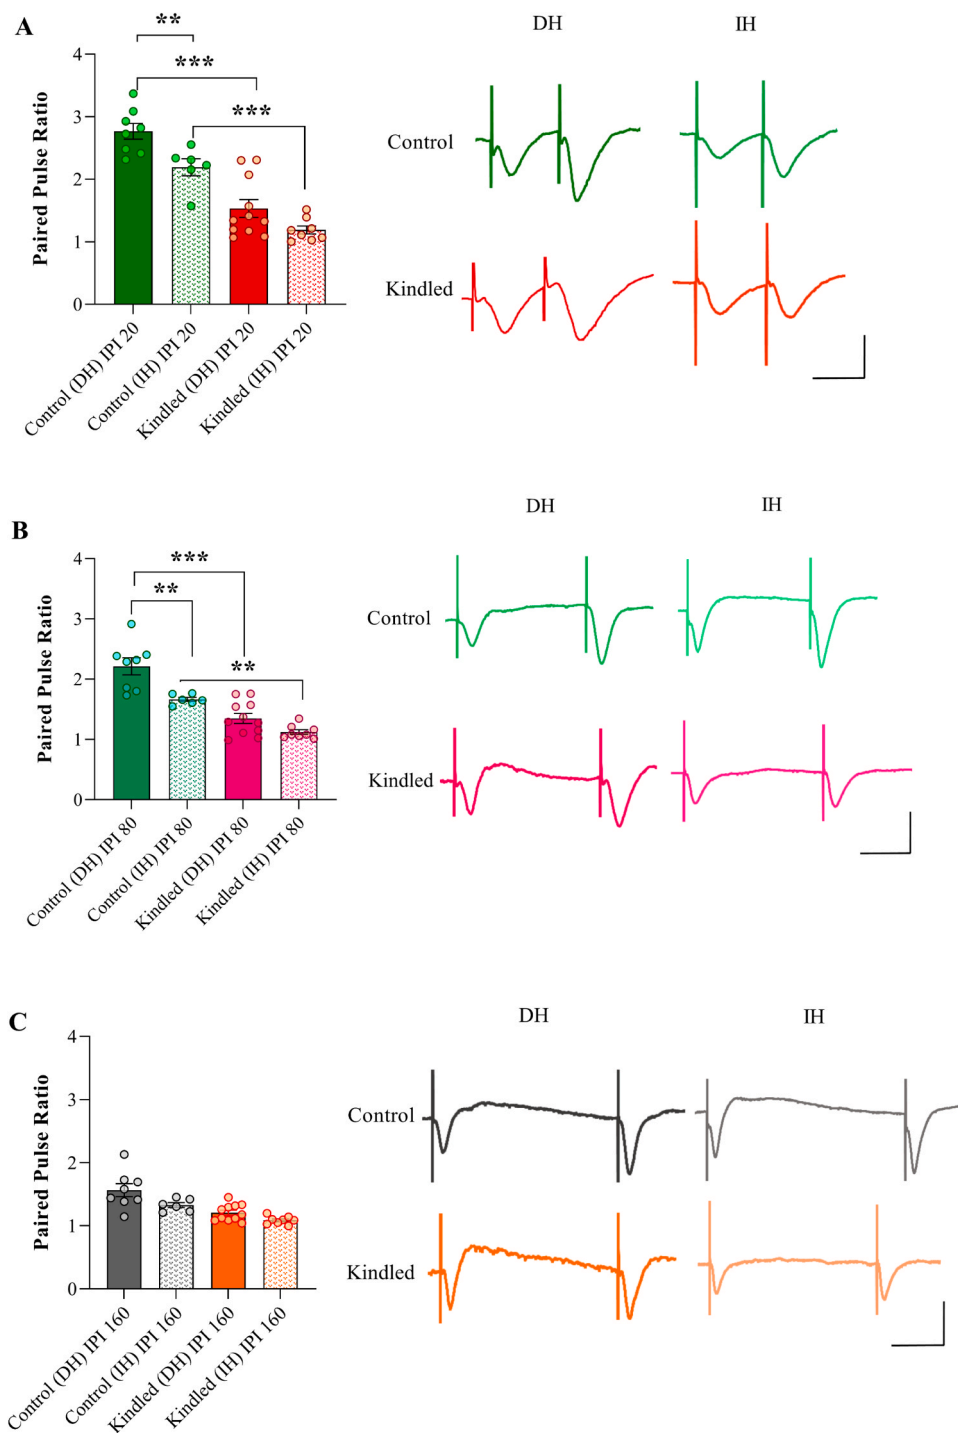 A
**
***
***
4
3
2
1
0
Paired Pulse Ratio
Control (DH) IPI 20
Control (IH) IPI 20
Kindled (DH) IPI 20
Kindled (IH) IPI 20
DH
IH
Control
Kindled
B
***
**
**
4
3
2
1
0
Paired Pulse Ratio
Control (DH) IPI 80
Control (IH) IPI 80
Kindled (DH) IPI 80
Kindled (IH) IPI 80
DH
IH
Control
Kindled
C
4
3
2
1
0
Paired Pulse Ratio
Control (DH) IPI 160
Control (IH) IPI 160
Kindled (DH) IPI 160
Kindled (IH) IPI 160
DH
IH
Control
Kindled